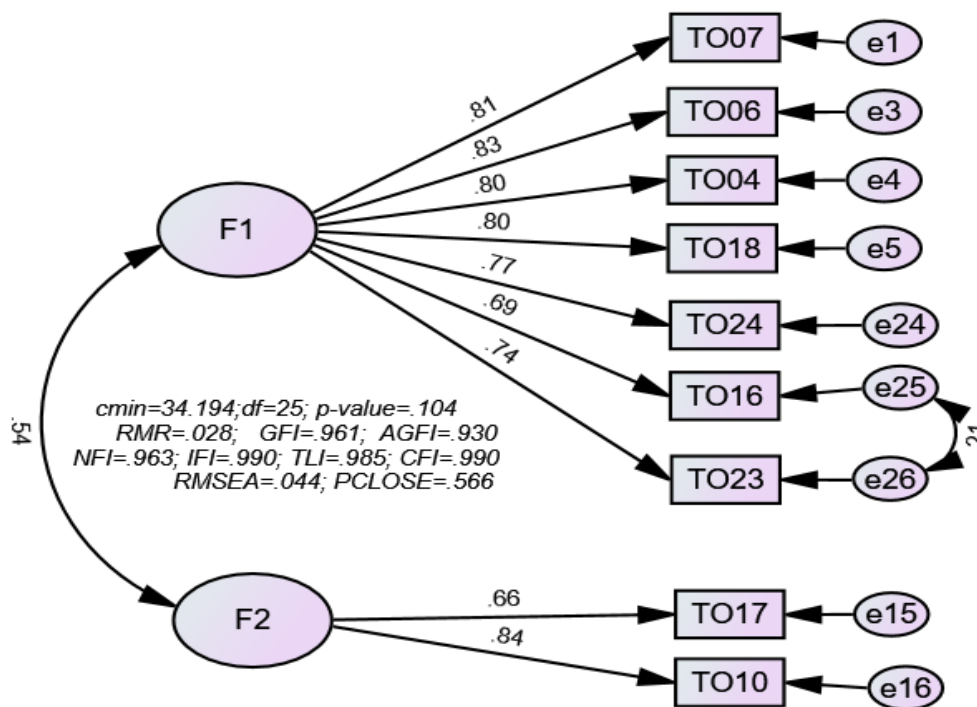 TO07
e1
.81
TO06
e3
.83
TO04
e4
.80
F1
TO18
e5
.80
TO24
e24
.77
TO16
e25
.69
.21
TO23
e26
.74
.54
cmin=34.194;df=25; p-value=.104
RMR=.028; GFI=.961; AGFI=.930
NFI=.963; IFI=.990; TLI=.985; CFI=.990
RMSEA=.044; PCLOSE=.566
F2
.66
TO17
e15
.84
TO10
e16